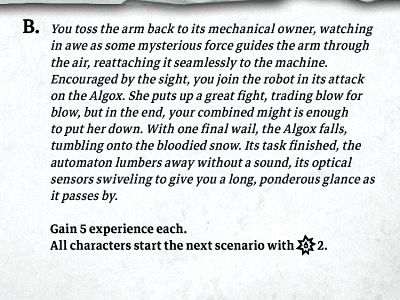 B. You toss the arm back to its mechanical owner, watching
in awe as some mysterious force guides the arm through
the air, reattaching it seamlessly to the machine.
Encouraged by the sight, you join the robot in its attack
on the Algox. She puts up a great fight, trading blow for
blow, but in the end, your combined might is enough
to put her down. With one final wail, the Algox falls,
tumbling onto the bloodied snow. Its task finished, the
automaton lumbers away without a sound, its optical
sensors swiveling to give you a long, ponderous glance as
it passes by.
Gain 5 experience each.
All characters start the next scenario with 2.